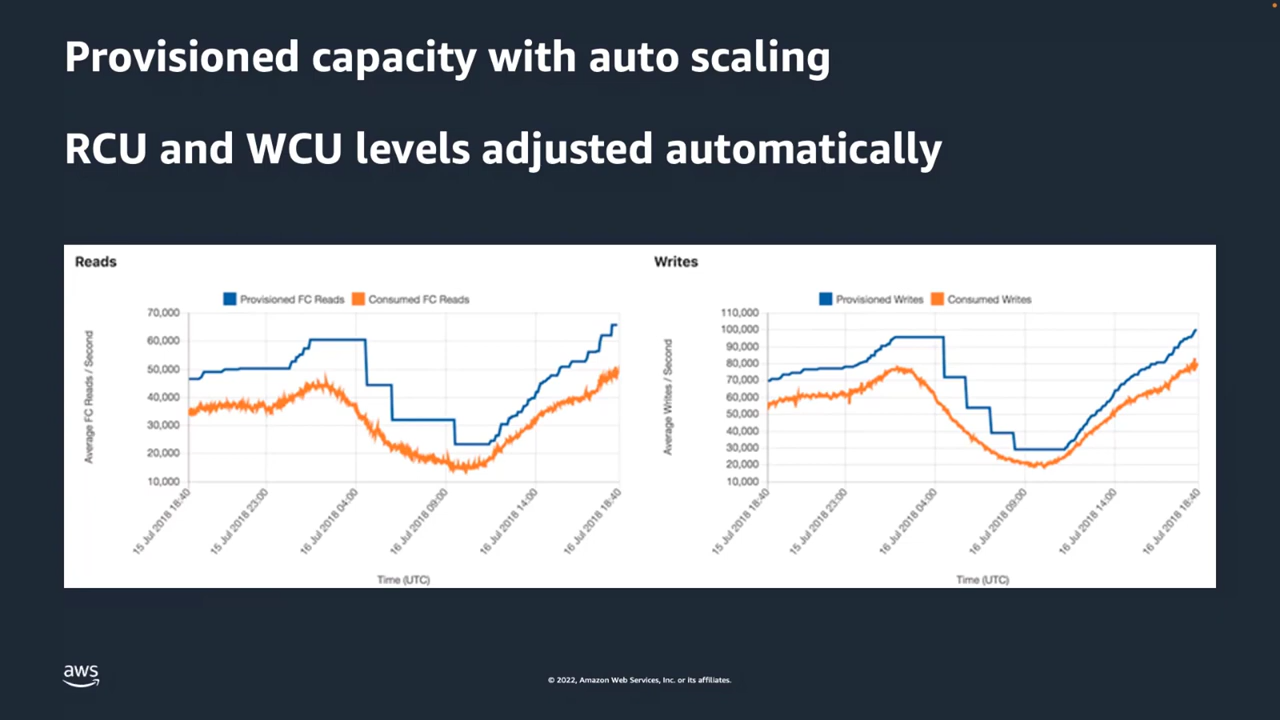 Provisioned capacity with auto scaling
RCU and WCU levels adjusted automatically
Reads
Provisioned FC Reads
Consumed FC Reads
70,000
60,000
50,000
40,000
30,000
20,000
10,000
Average FC Reads / Second
15 Jul 2018 18:40
15 Jul 2018 23:00
16 Jul 2018 04:00
16 Jul 2018 09:00
16 Jul 2018 14:00
16 Jul 2018 18:40
Time (UTC)
Writes
Provisioned Writes
Consumed Writes
110,000
100,000
90,000
80,000
70,000
60,000
50,000
40,000
30,000
20,000
10,000
Average Writes / Second
15 Jul 2018 18:40
15 Jul 2018 23:00
16 Jul 2018 04:00
16 Jul 2018 09:00
16 Jul 2018 14:00
16 Jul 2018 18:40
Time (UTC)
aws
© 2022, Amazon Web Services, Inc. or its affiliates.